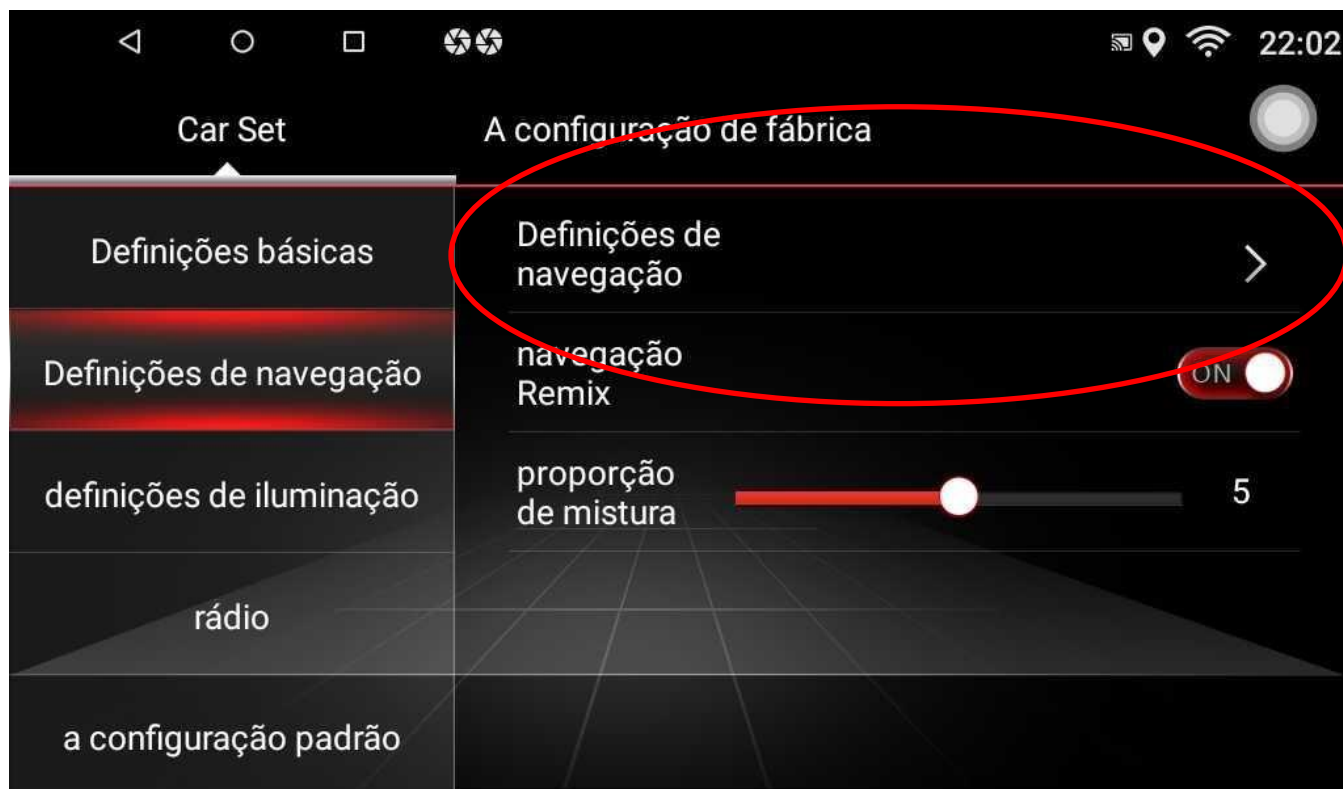 22:02
Car Set
A configuração de fábrica
Definições básicas
Definições de navegação
definições de iluminação
rádio
a configuração padrão
Definições de
navegação
navegação
Remix
ON
proporção
de mistura
5